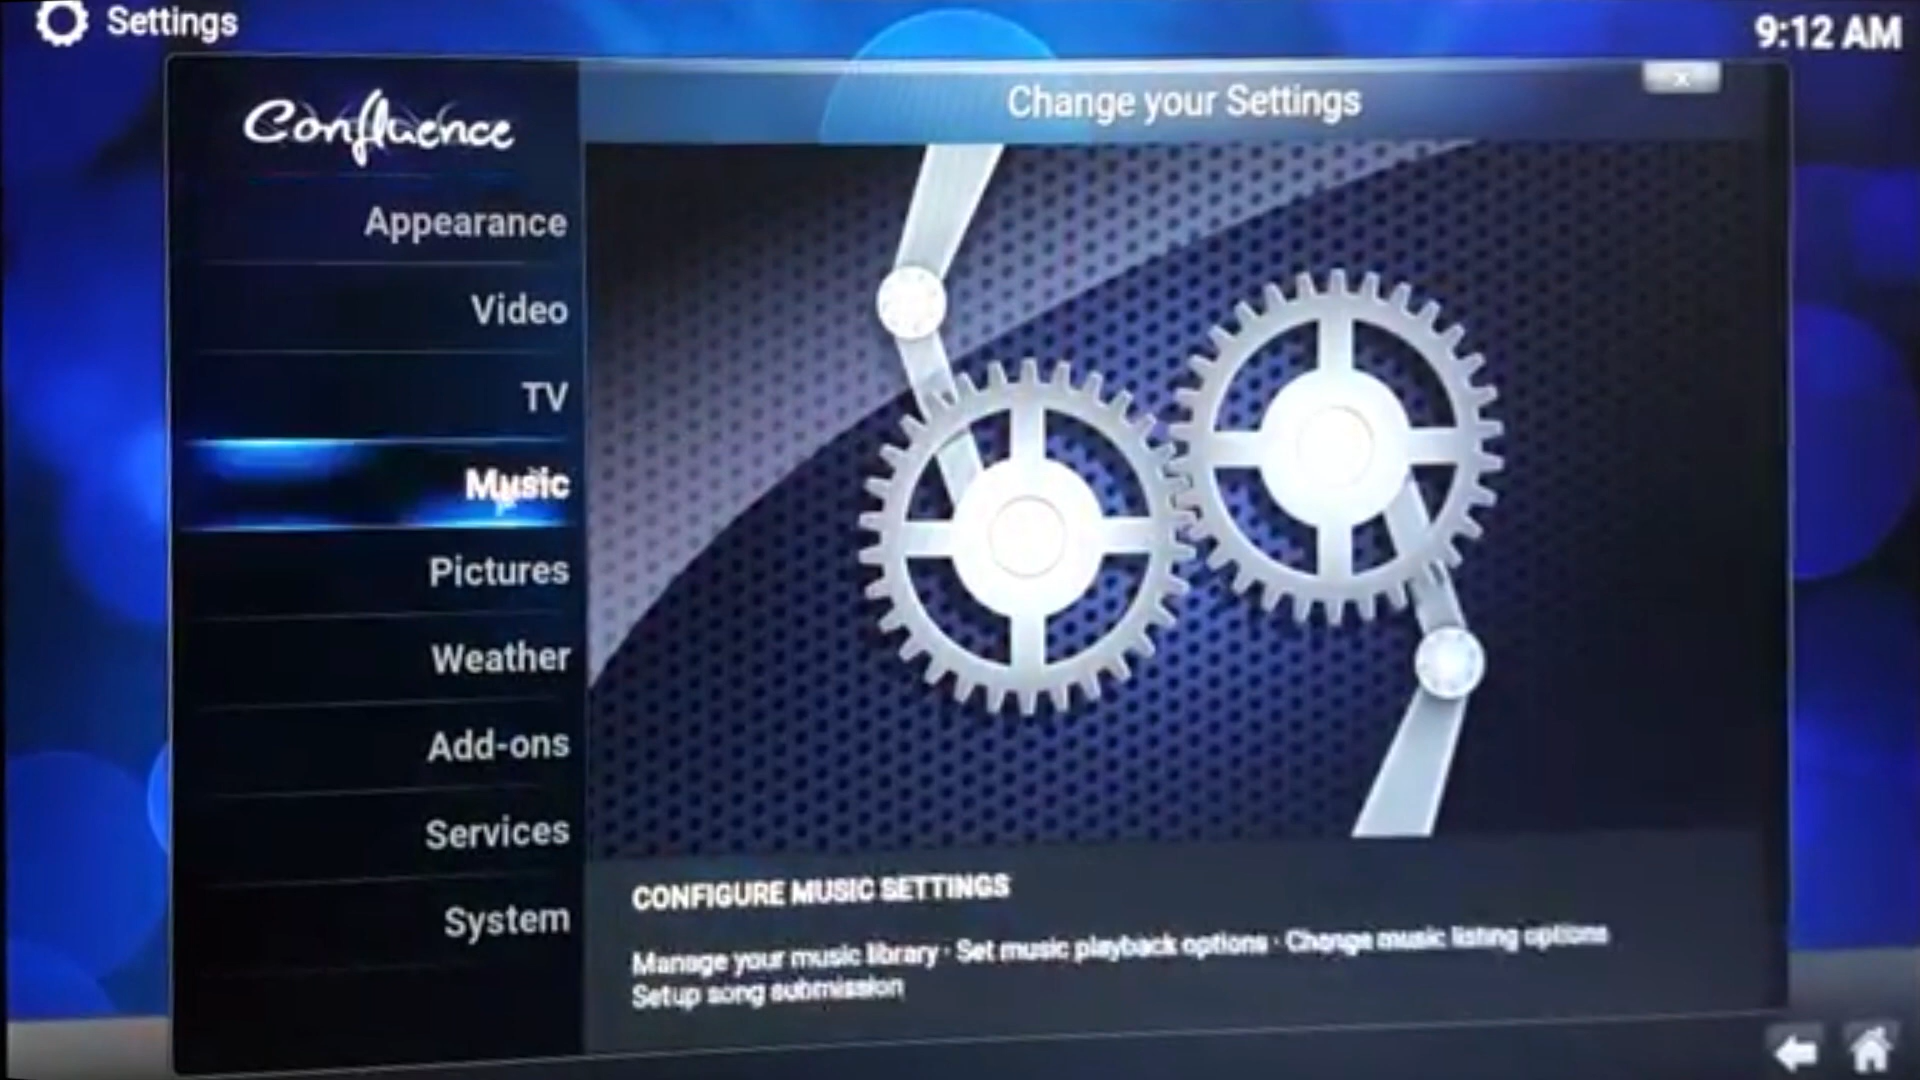 Settings
9:12 AM
Confluence
Change your Settings
x
Appearance
Video
TV
Music
Pictures
Weather
Add-ons
Services
System
CONFIGURE MUSIC SETTINGS
Manage your music library · Set music playback options · Change music listing options
Setup song submission